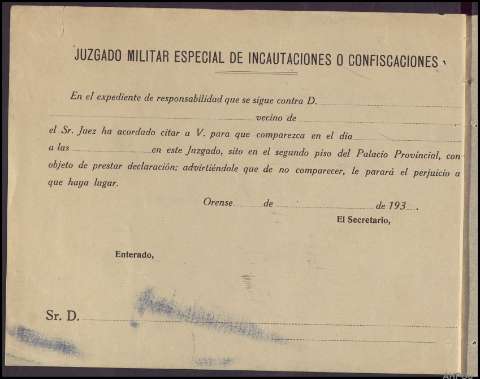 JUZGADO MILITAR ESPECIAL DE INCAUTACIONES O CONFISCACIONES
En el expediente de responsabilidad que se sigue contra D.
vecino de
el Sr. Juez ha acordado citar a V. para que comparezca en el día
a las en este Juzgado, sito en el segundo piso del Palacio Provincial, con
objeto de prestar declaración; advirtiéndole que de no comparecer, le parará el perjuicio a
que haya lugar.
Orense de de 193
El Secretario,
Enterado,
Sr. D.